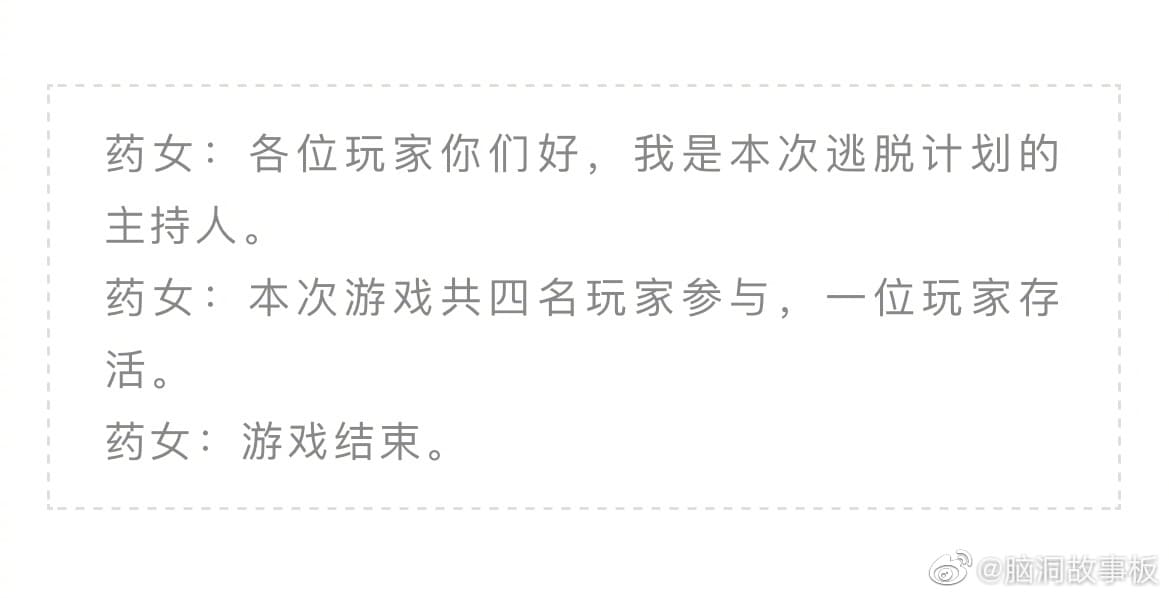 药女：各位玩家你们好，我是本次逃脱计划的
主持人。
药女：本次游戏共四名玩家参与，一位玩家存
活。
药女：游戏结束。
@脑洞故事板